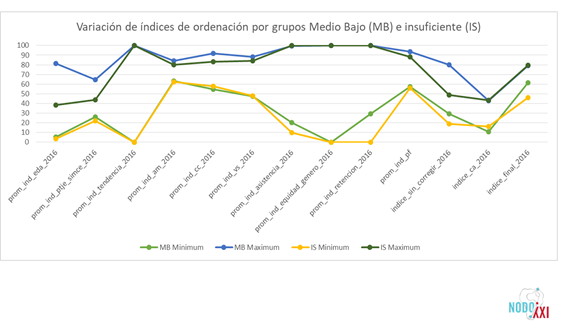 Variación de índices de ordenación por grupos Medio Bajo (MB) e insuficiente (IS)
100
90
80
70
60
50
40
30
20
10
0
prom_ind_eda_2016
prom_ind_ptje_simce_2016
prom_ind_tendencia_2016
prom_ind_am_2016
prom_ind_cc_2016
prom_ind_vs_2016
prom_ind_asistencia_2016
prom_ind_equidad_genero_2016
prom_ind_retencion_2016
prom_ind_pf
indice_sin_corregir_2016
indice_ca_2016
indice_final_2016
MB Minimum
MB Maximum
IS Minimum
IS Maximum
NODO XXI